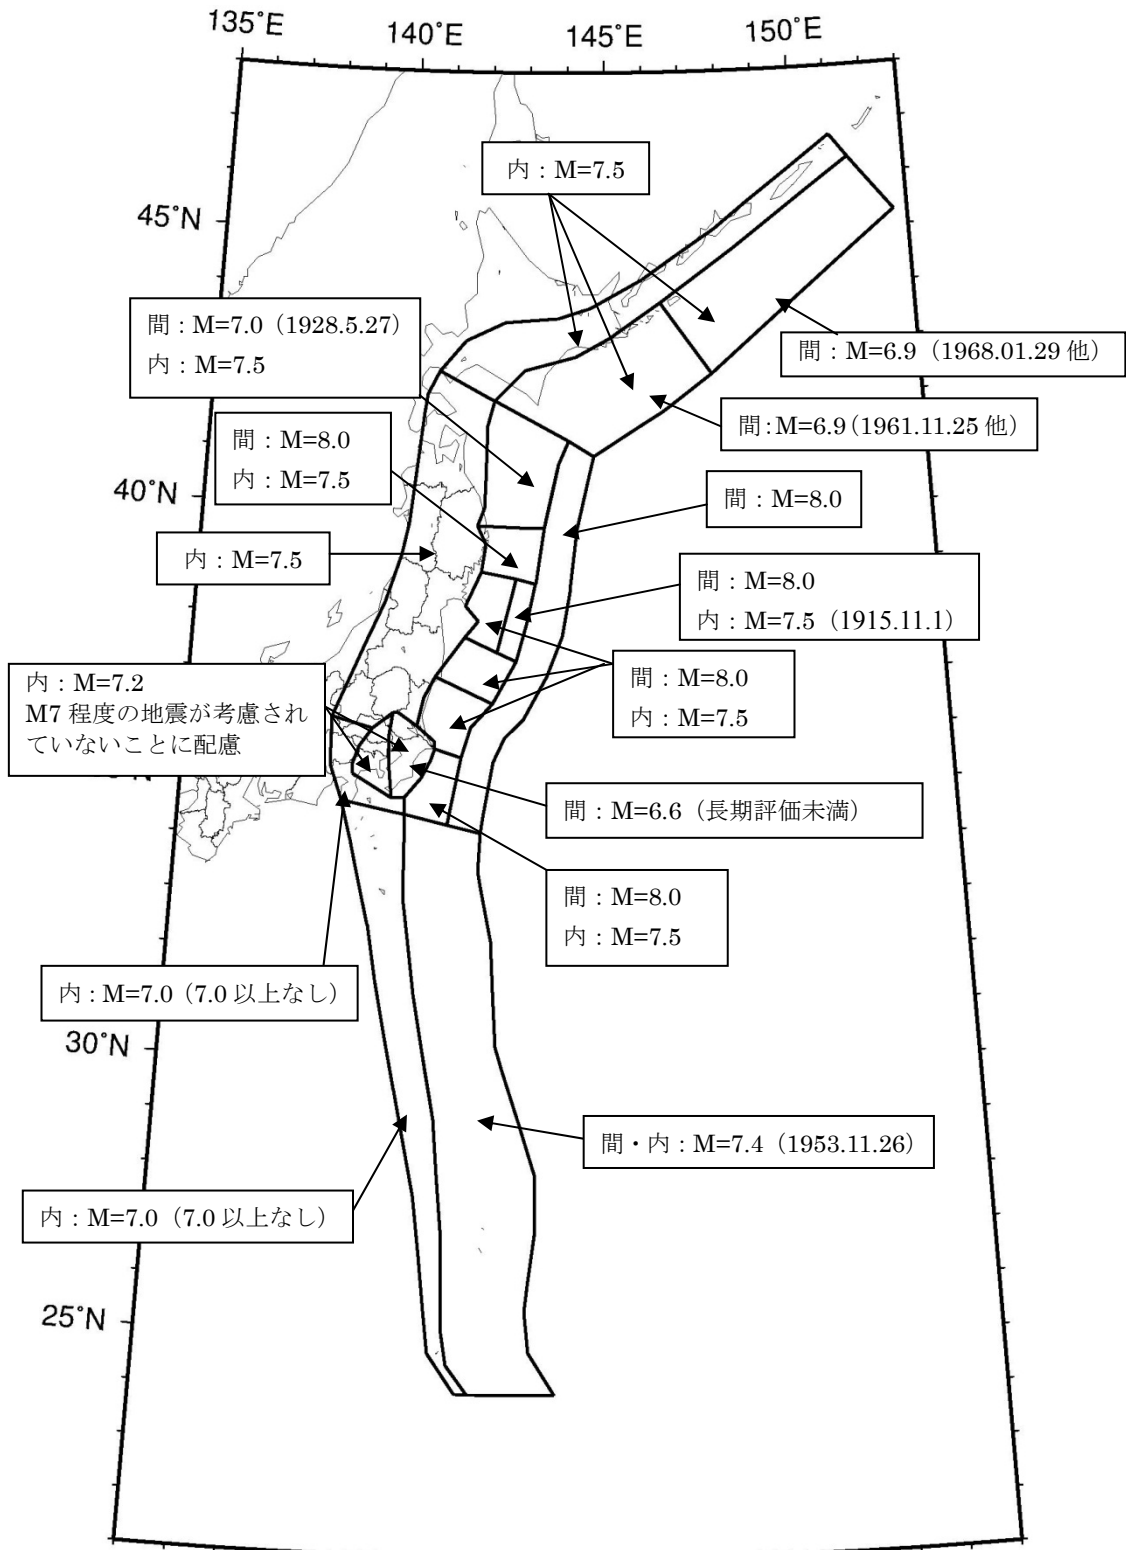 135°E
140°E
145°E
150°E
内：M=7.5
45°N
間：M=7.0（1928.5.27）
内：M=7.5
間：M=6.9（1968.01.29 他）
間：M=6.9（1961.11.25 他）
間：M=8.0
内：M=7.5
40°N
間：M=8.0
内：M=7.5
間：M=8.0
内：M=7.5（1915.11.1）
間：M=8.0
内：M=7.5
内：M=7.2
M7 程度の地震が考慮され
ていないことに配慮
間：M=6.6（長期評価未満）
間：M=8.0
内：M=7.5
内：M=7.0（7.0 以上なし）
30°N
間・内：M=7.4（1953.11.26）
内：M=7.0（7.0 以上なし）
25°N